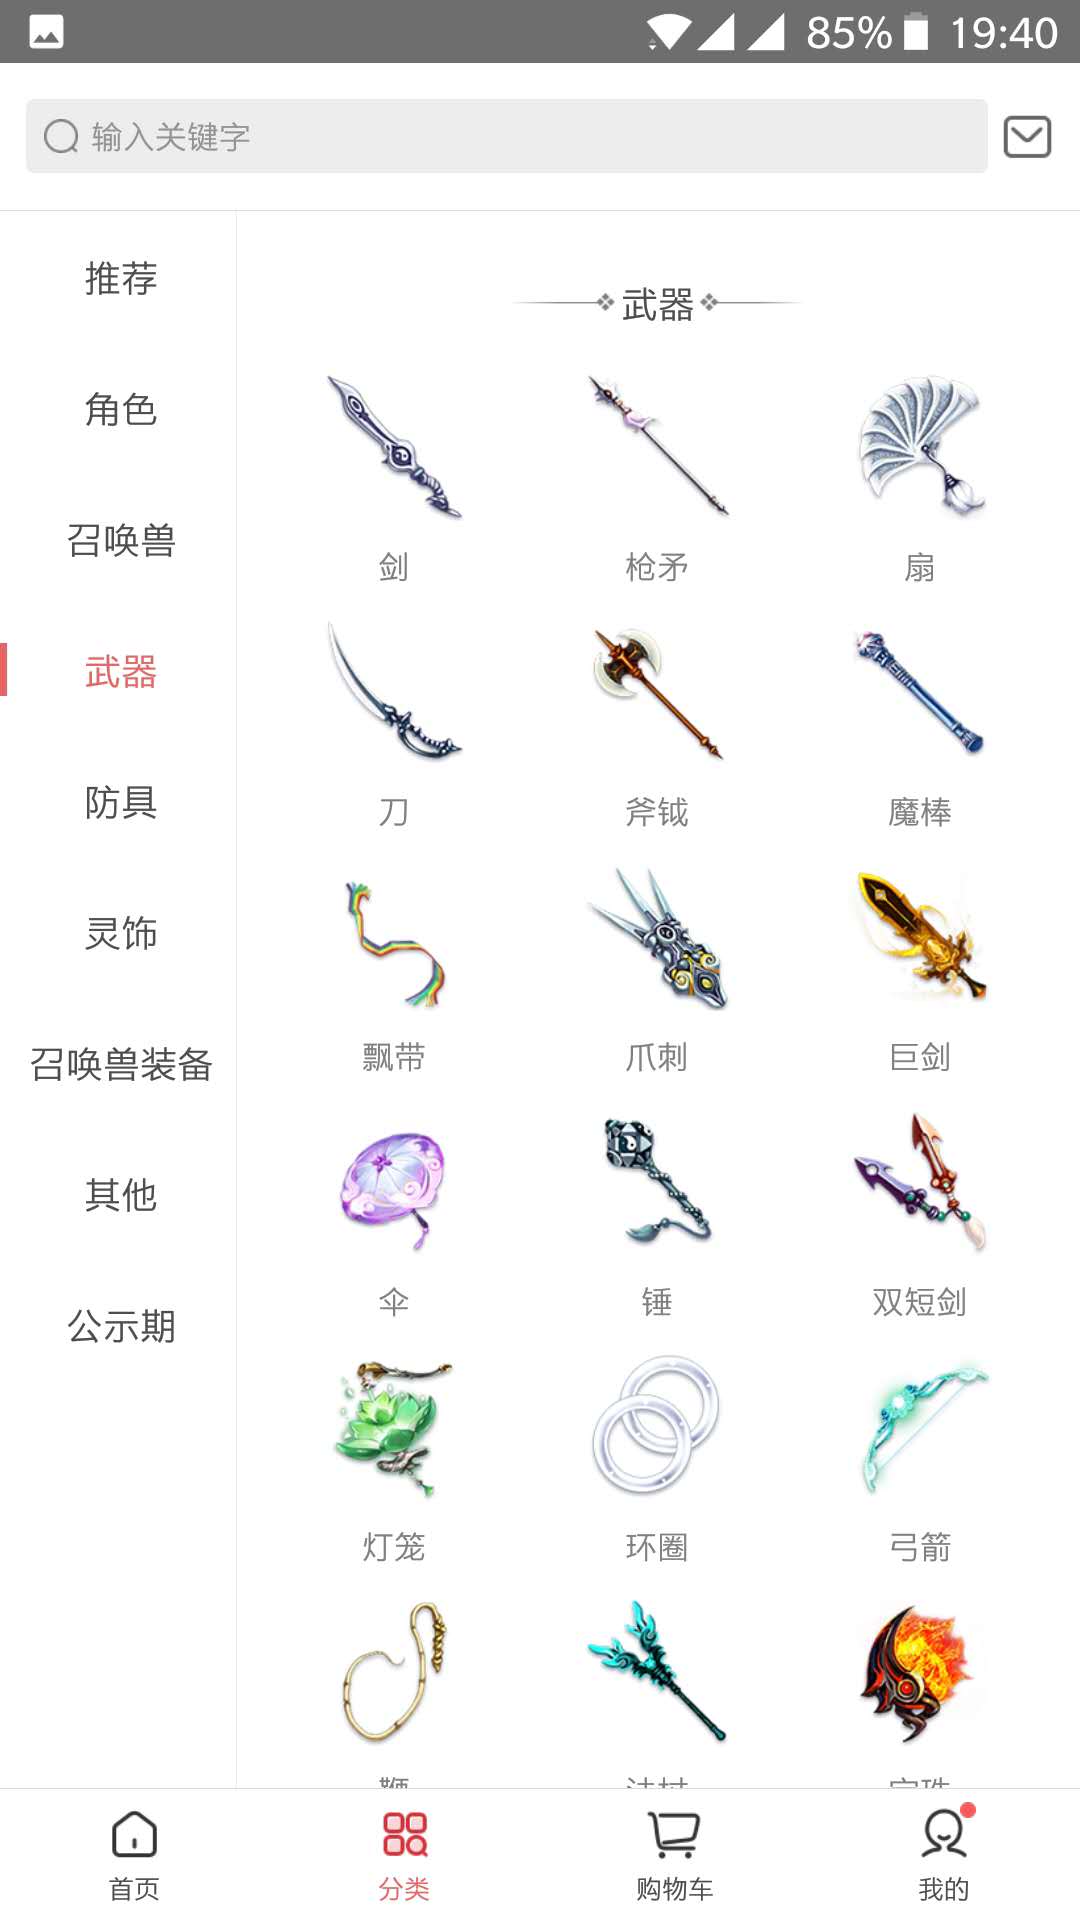 85% 19:40
输入关键字
推荐
角色
召唤兽
武器
防具
灵饰
召唤兽装备
其他
公示期
武器
剑 枪矛 扇
刀 斧钺 魔棒
飘带 爪刺 巨剑
伞 锤 双短剑
灯笼 环圈 弓箭
首页 分类 购物车 我的